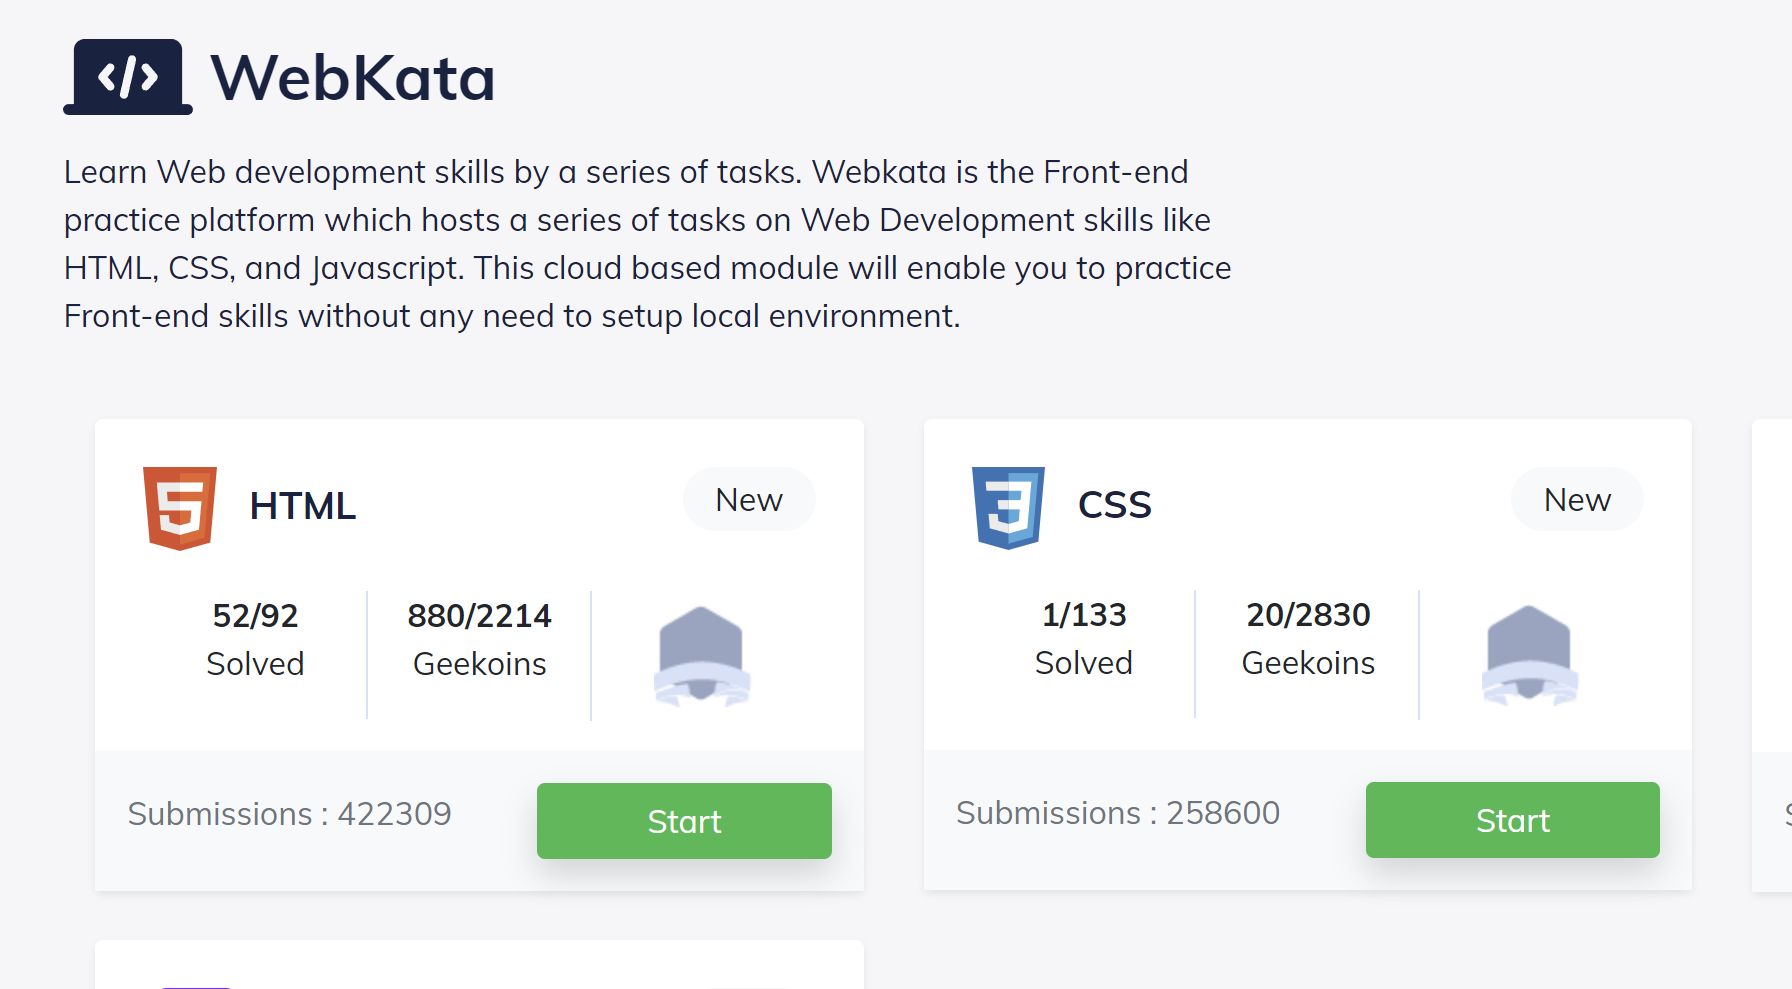 WebKata
Learn Web development skills by a series of tasks. Webkata is the Front-end
practice platform which hosts a series of tasks on Web Development skills like
HTML, CSS, and Javascript. This cloud based module will enable you to practice
Front-end skills without any need to setup local environment.
HTML
New
52/92
Solved
880/2214
Geekoins
Submissions : 422309
Start
CSS
New
1/133
Solved
20/2830
Geekoins
Submissions : 258600
Start